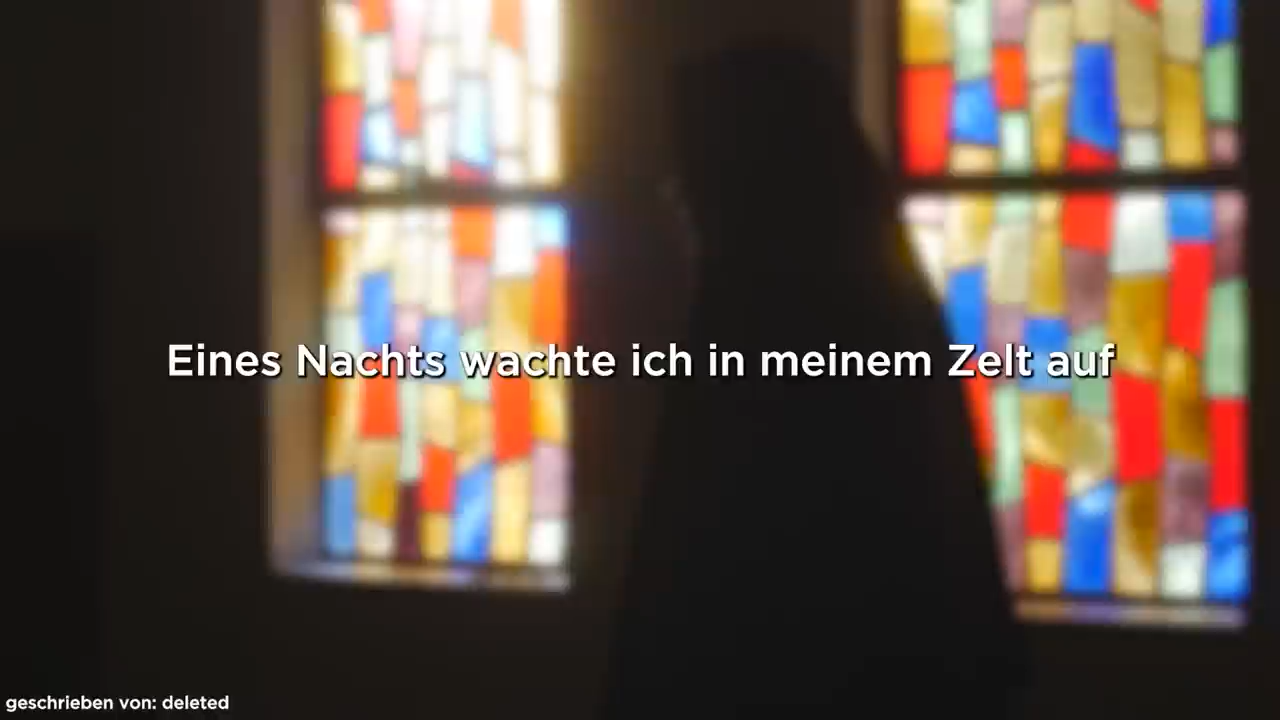 Eines Nachts wachte ich in meinem Zelt auf
geschrieben von: deleted